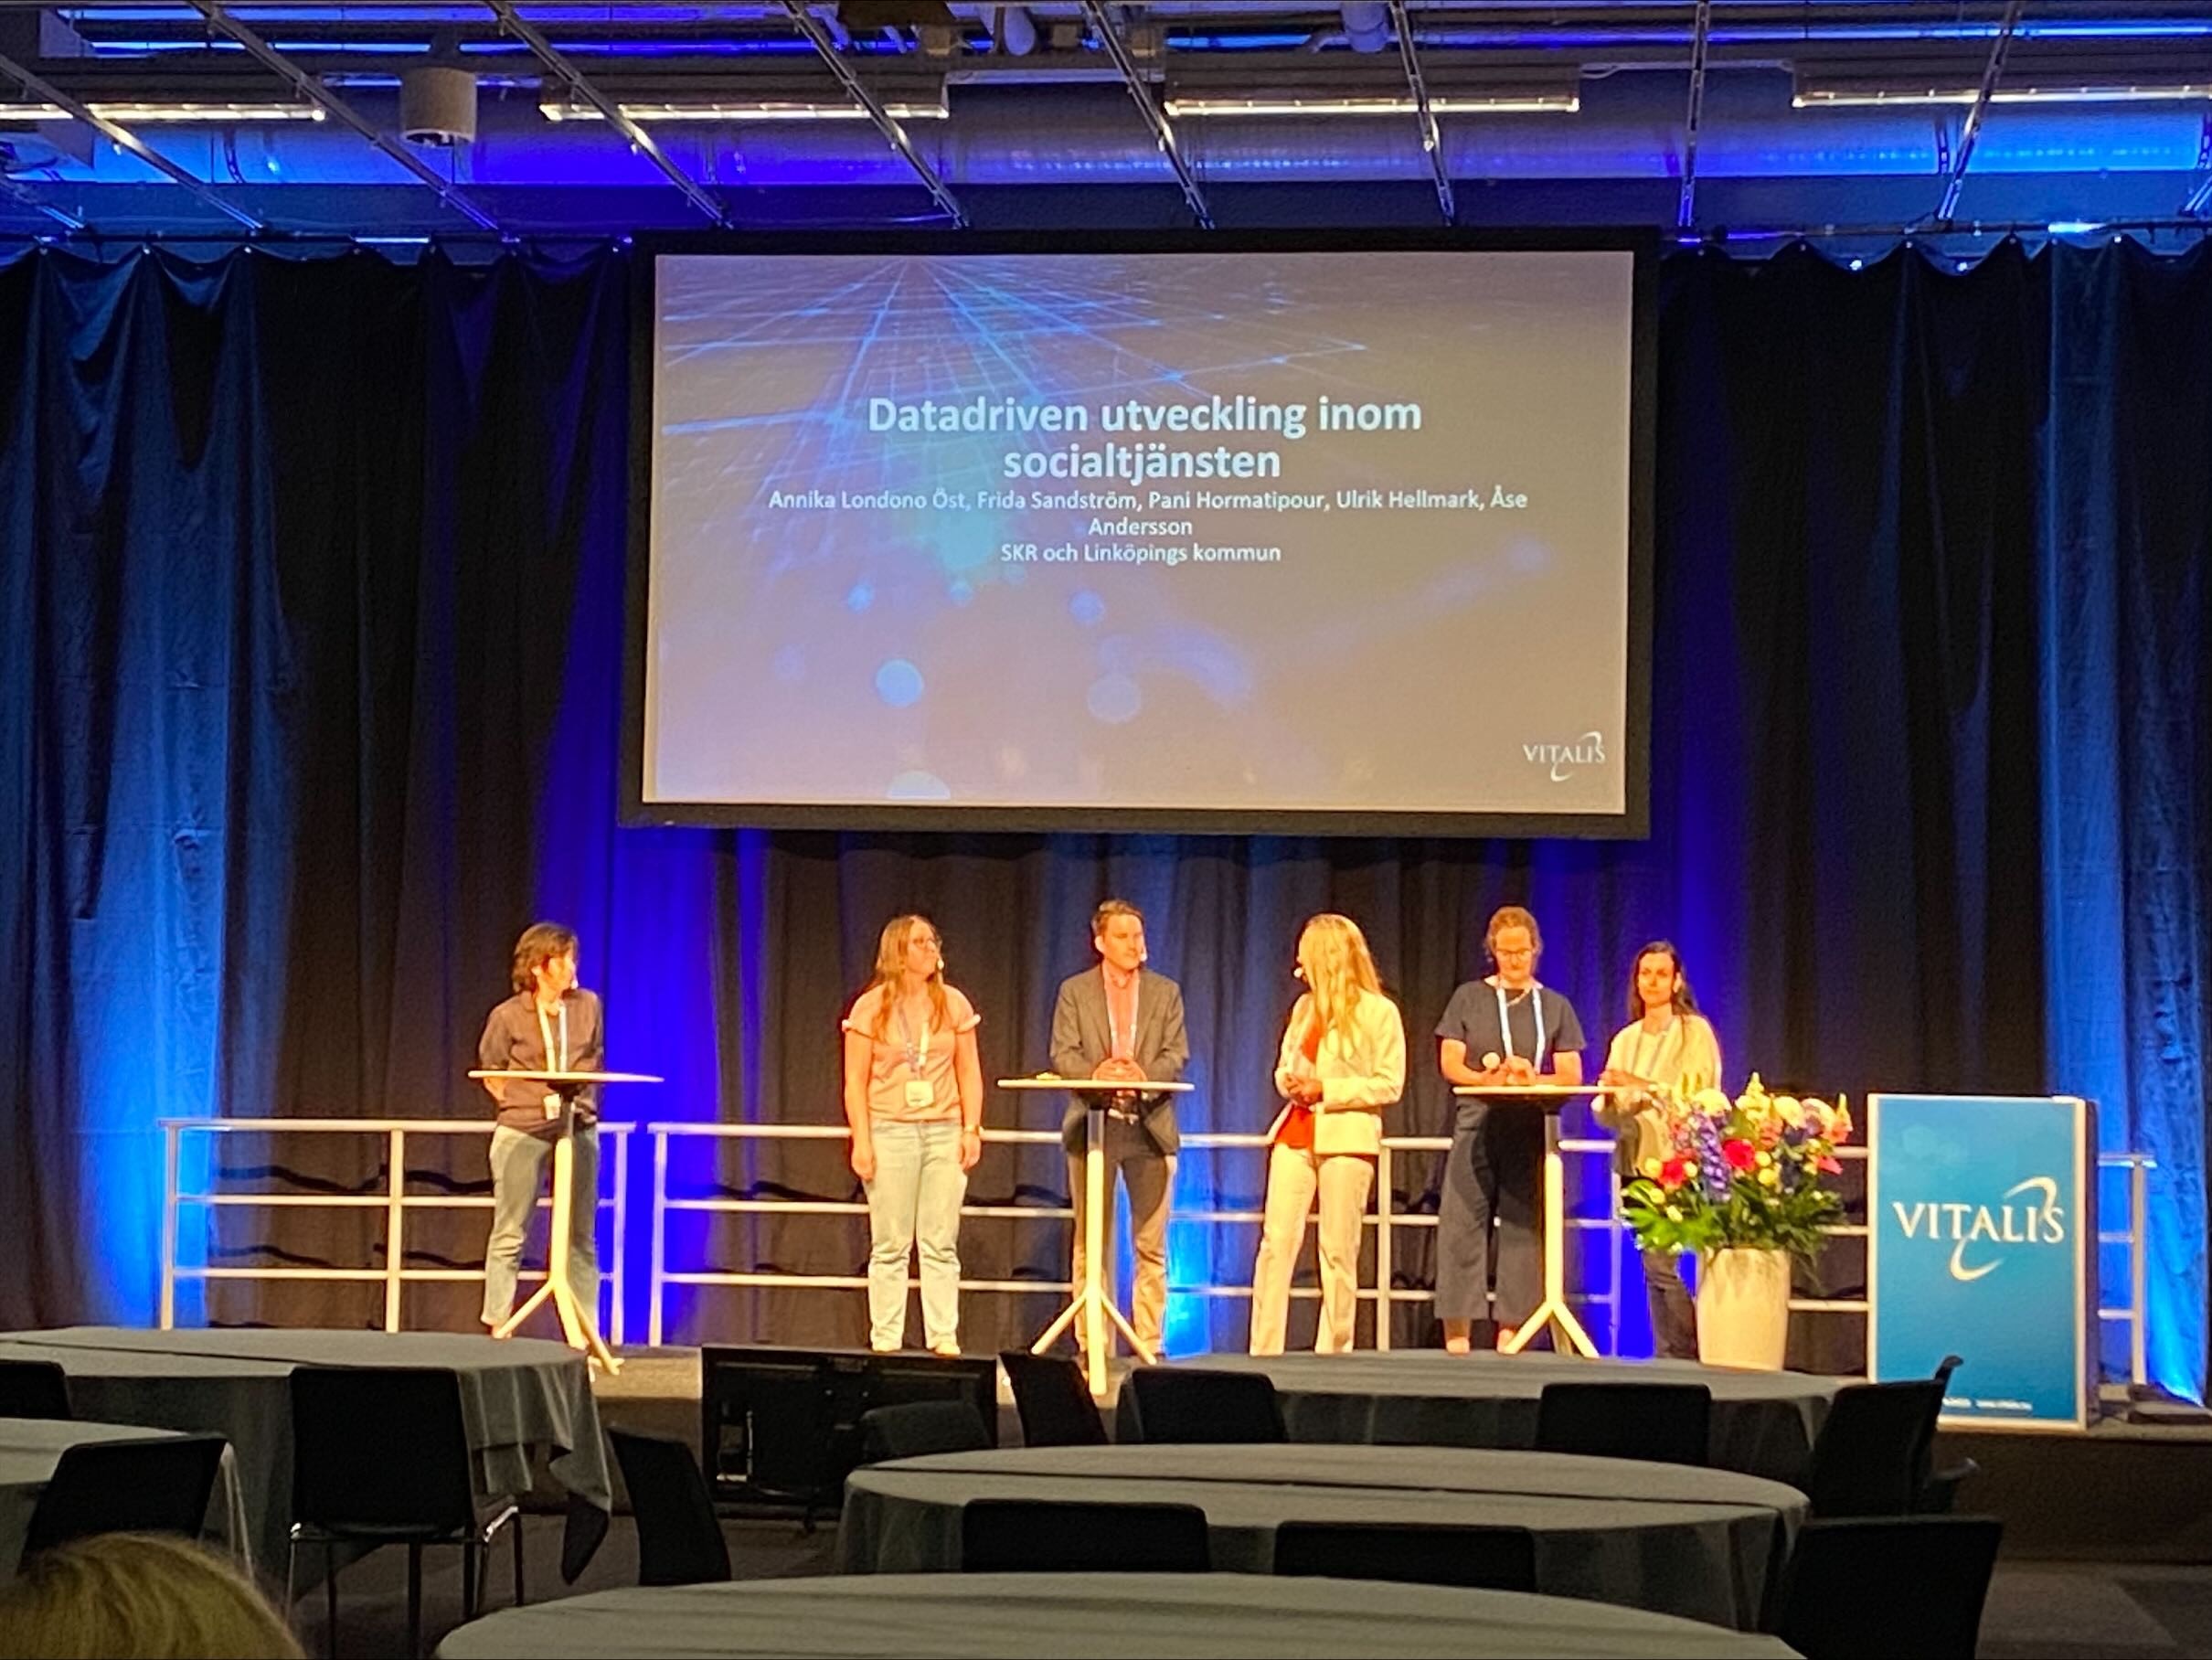 Datadriven utveckling inom
socialtjänsten
Annika Londono Öst, Frida Sandström, Pani Hormatipour, Ulrik Hellmark, Åse
Andersson
SKR och Linköpings kommun
VITALIS
VITALIS